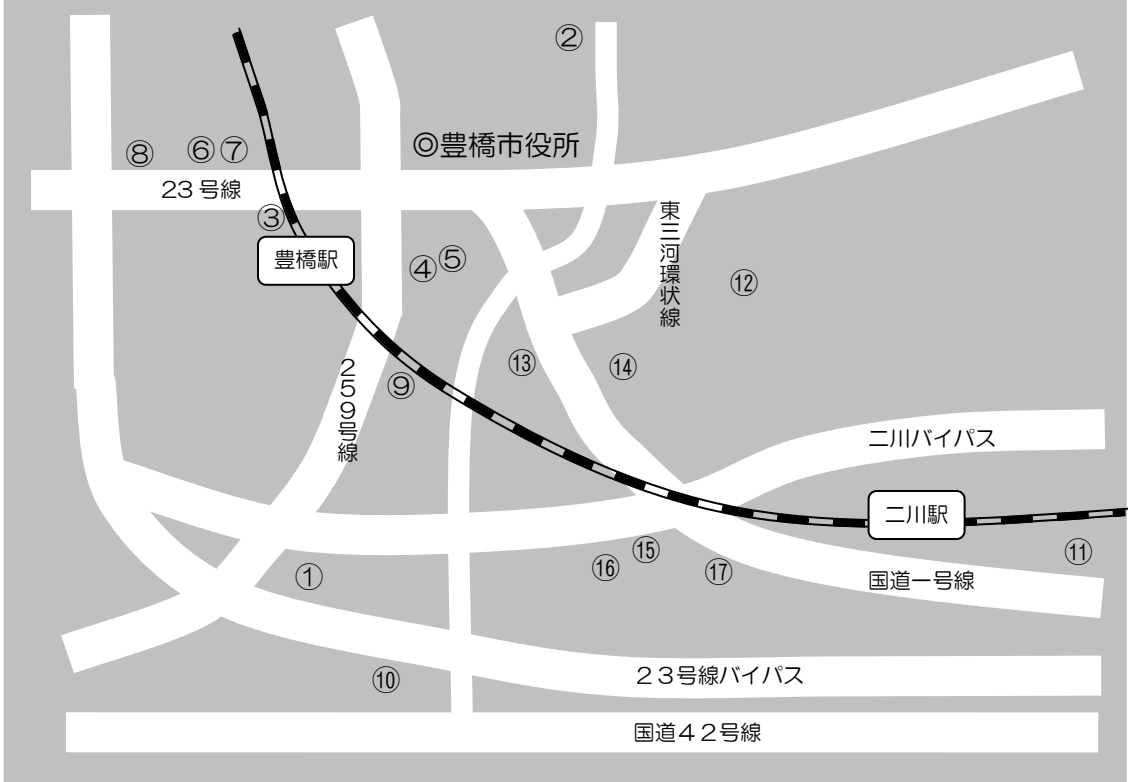 ②
◎豊橋市役所
⑧
⑥⑦
23号線
③
豊橋駅
④⑤
東三河環状線
⑫
⑬
⑭
259号線
⑨
二川バイパス
二川駅
⑪
⑮
⑯
⑰
国道一号線
①
⑩
23号線バイパス
国道42号線